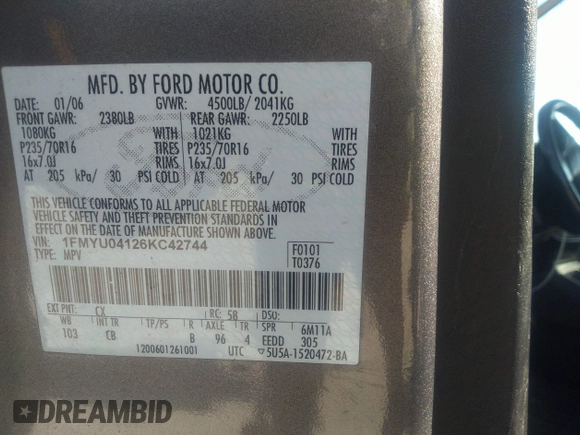 MFD. BY FORD MOTOR CO.
DATE: 01/06 GVWR: 4500LB/ 2041KG
FRONT GAWR: 2380LB REAR GAWR: 2250LB
1080KG WITH 1021KG WITH
P235/70R16 TIRES P235/70R16 TIRES
16x7.0J RIMS 16x7.0J RIMS
AT 205 kPa/ 30 PSI COLD AT 205 kPa/ 30 PSI COLD
THIS VEHICLE CONFORMS TO ALL APPLICABLE FEDERAL MOTOR
VEHICLE SAFETY AND THEFT PREVENTION STANDARDS IN
EFFECT ON THE DATE OF MANUFACTURE SHOWN ABOVE.
VIN: 1FMYU04126KC42744 F0101
TYPE: MPV T0376
EXT PNT: CX RC: 5B DSU:
WB INT TR TP/PS R AXLE TR SPR 6M11A
103 CB B 96 4 EEDD 305
1200601261001 UTC ▽5U5A-1520472-BA
DREAMBID